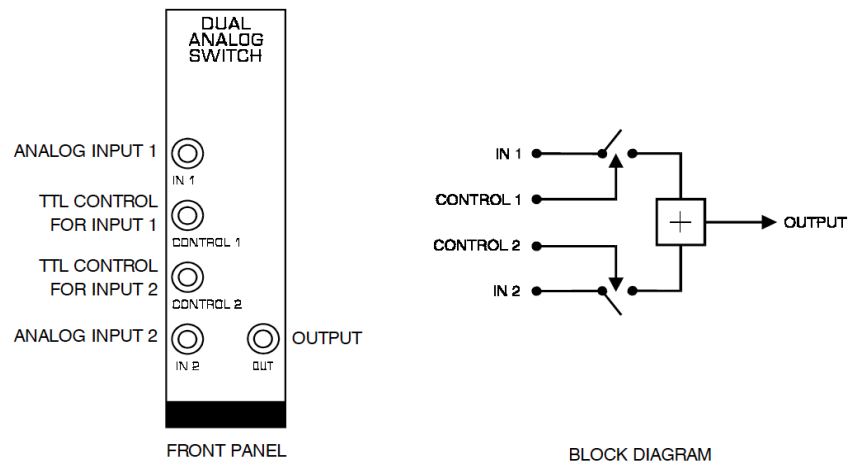 DUAL
ANALOG
SWITCH
ANALOG INPUT 1
IN 1
TTL CONTROL
FOR INPUT 1
CONTROL 1
TTL CONTROL
FOR INPUT 2
CONTROL 2
ANALOG INPUT 2
IN 2
OUT
OUTPUT
FRONT PANEL
IN 1
CONTROL 1
CONTROL 2
IN 2
+
OUTPUT
BLOCK DIAGRAM